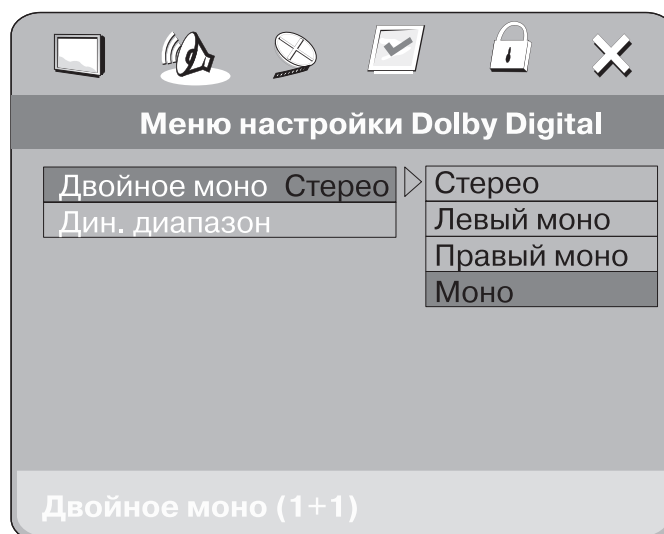 Меню настройки Dolby Digital
Двойное моно Стерео
Дин. диапазон
Стерео
Левый моно
Правый моно
Моно
Двойное моно (1+1)